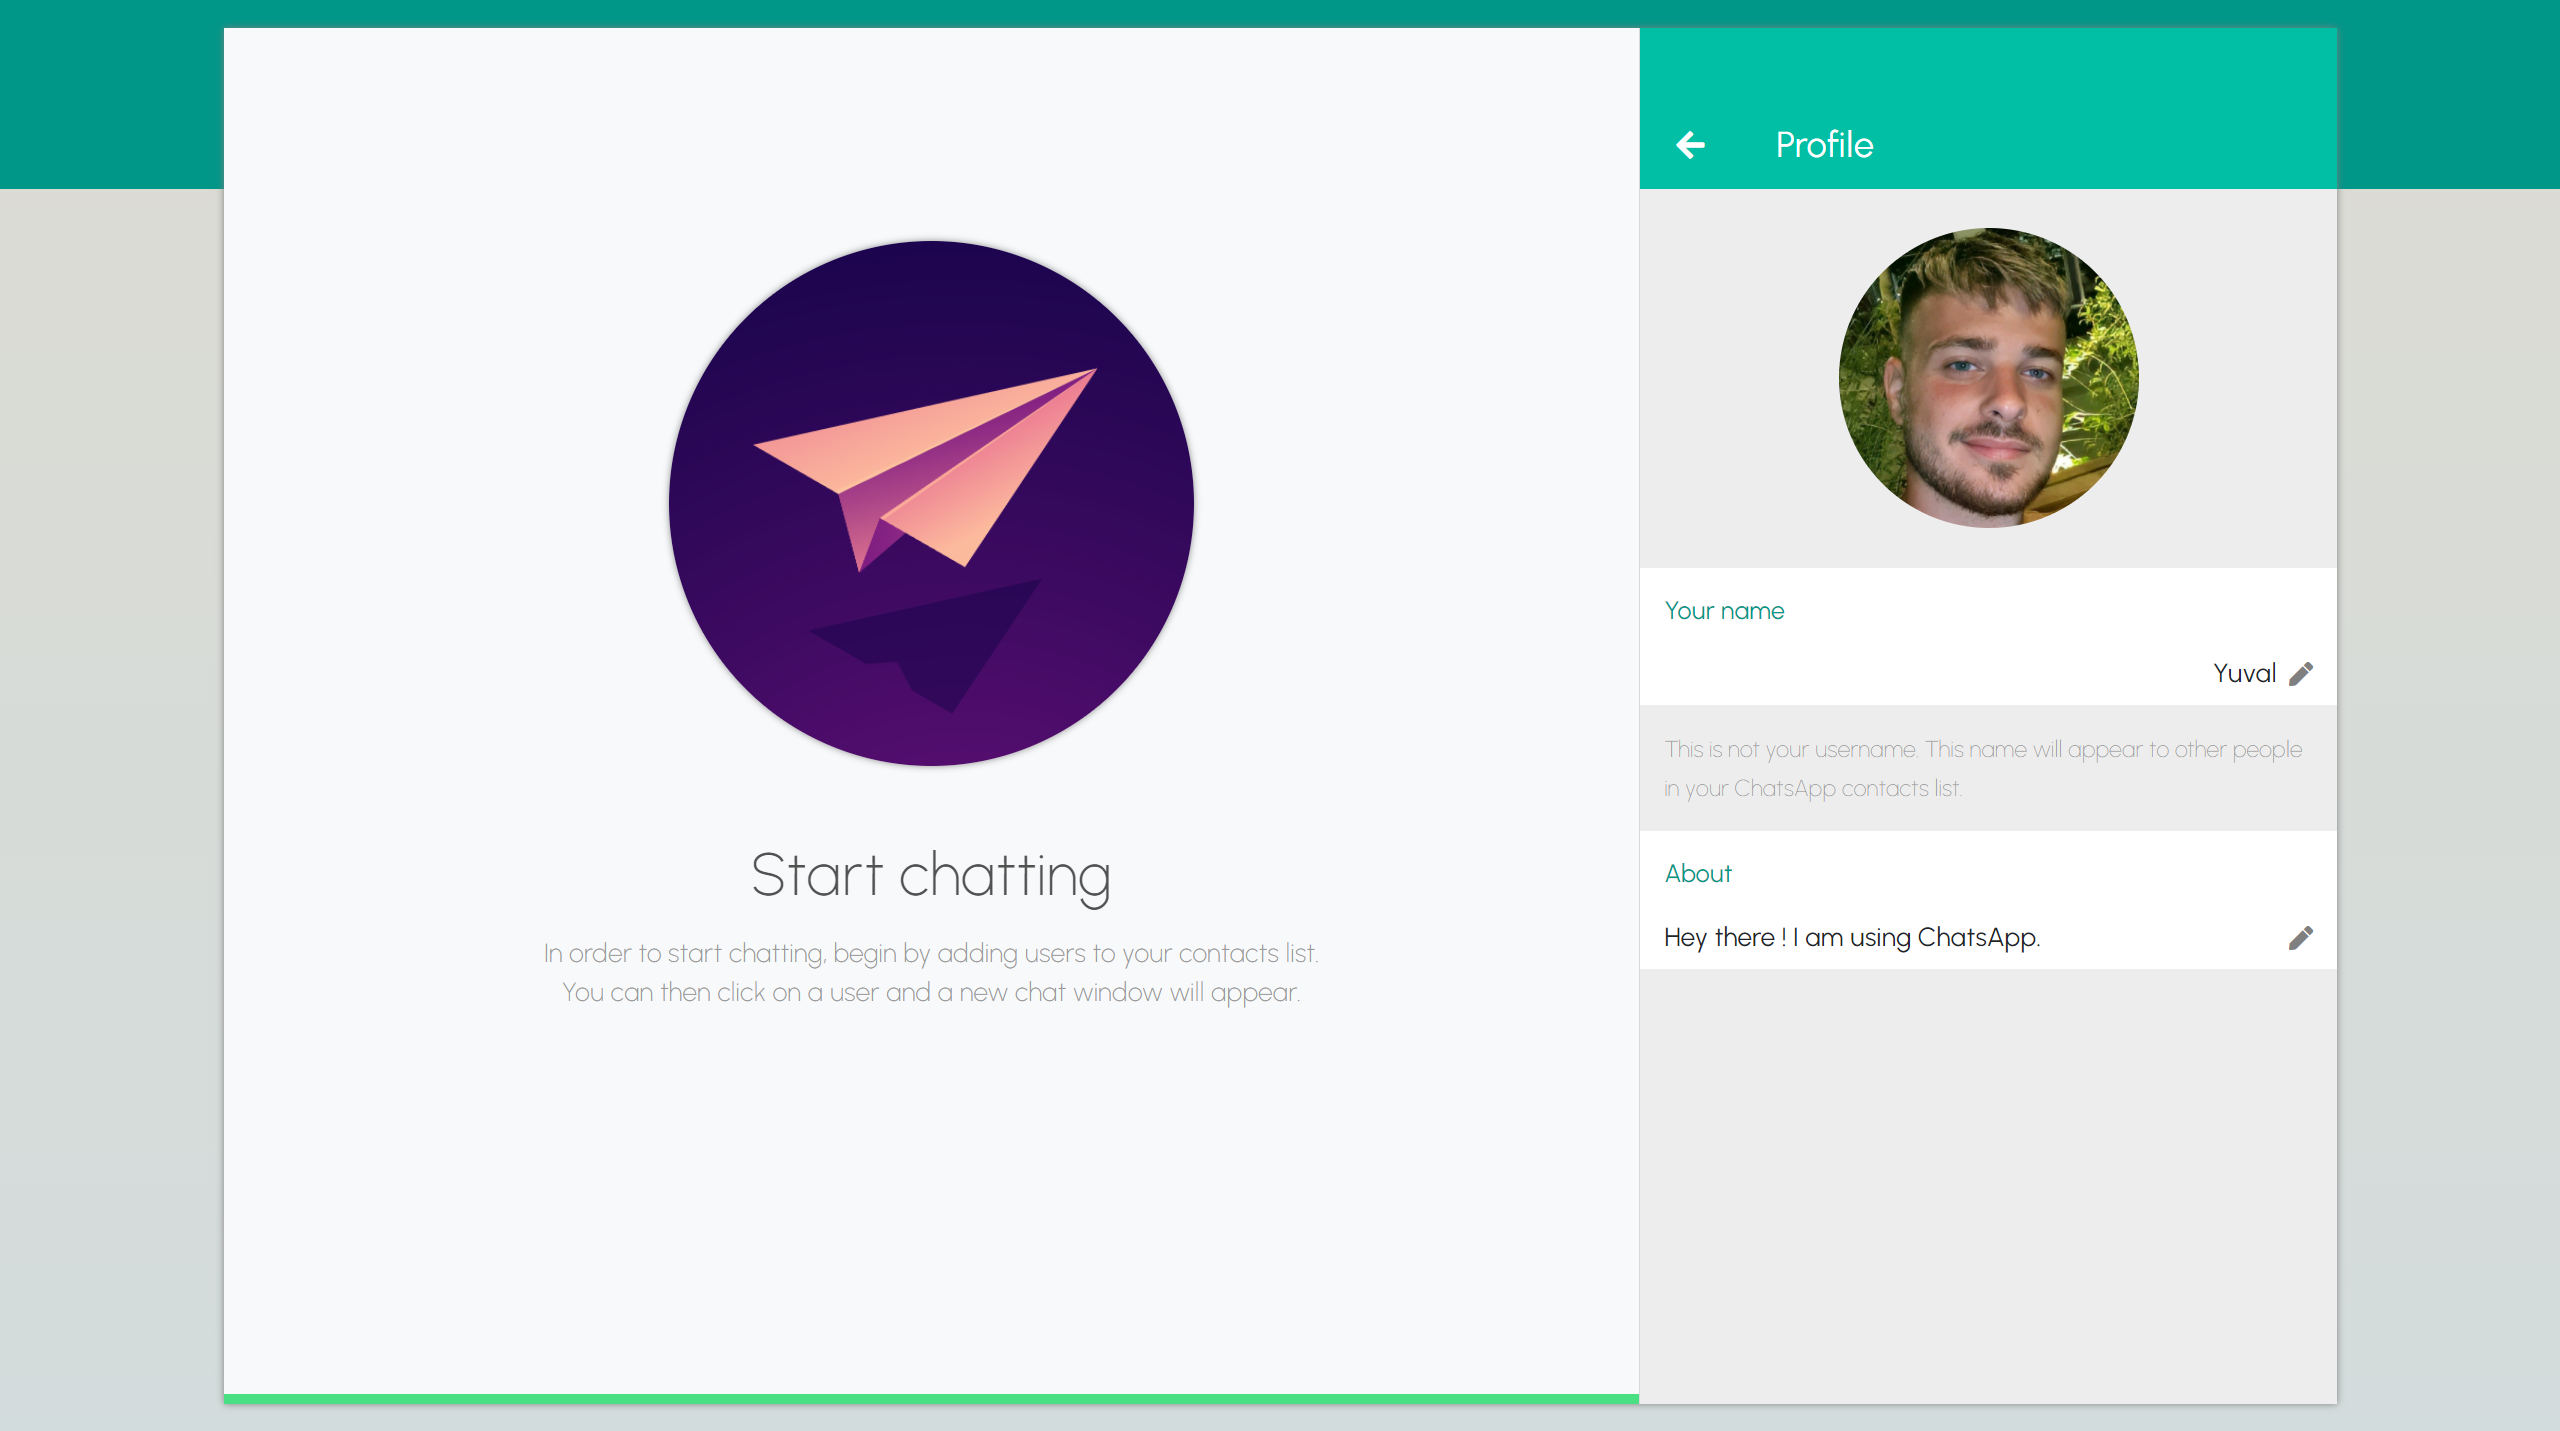 Start chatting
In order to start chatting, begin by adding users to your contacts list.
You can then click on a user and a new chat window will appear.
Profile
Your name
Yuval
This is not your username. This name will appear to other people
in your ChatsApp contacts list.
About
Hey there ! I am using ChatsApp.